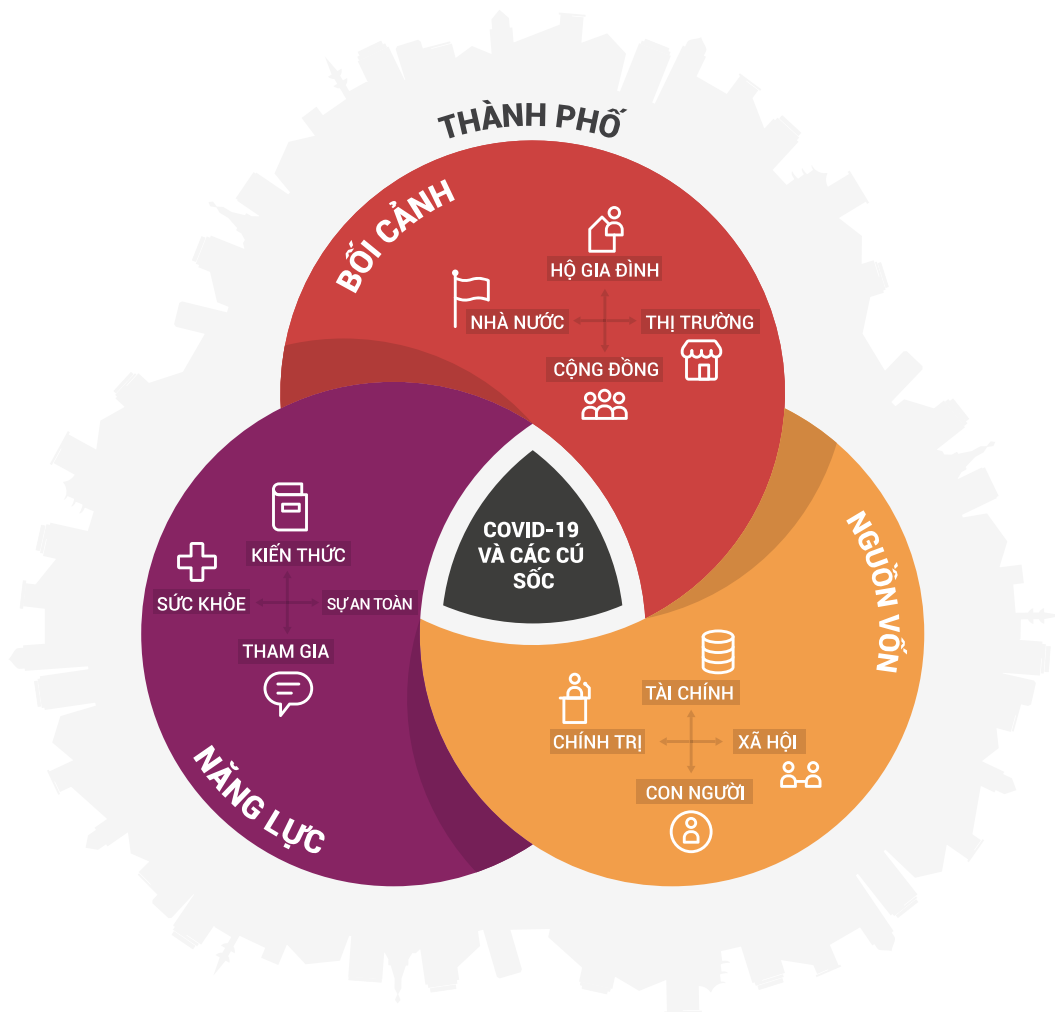 THÀNH PHỐ
BỐI CẢNH
HỘ GIA ĐÌNH
NHÀ NƯỚC
THỊ TRƯỜNG
CỘNG ĐỒNG
COVID-19
VÀ CÁC CÚ
SỐC
KIẾN THỨC
SỨC KHỎE
SỰ AN TOÀN
THAM GIA
NĂNG LỰC
NGUỒN VỐN
TÀI CHÍNH
CHÍNH TRỊ
XÃ HỘI
CON NGƯỜI